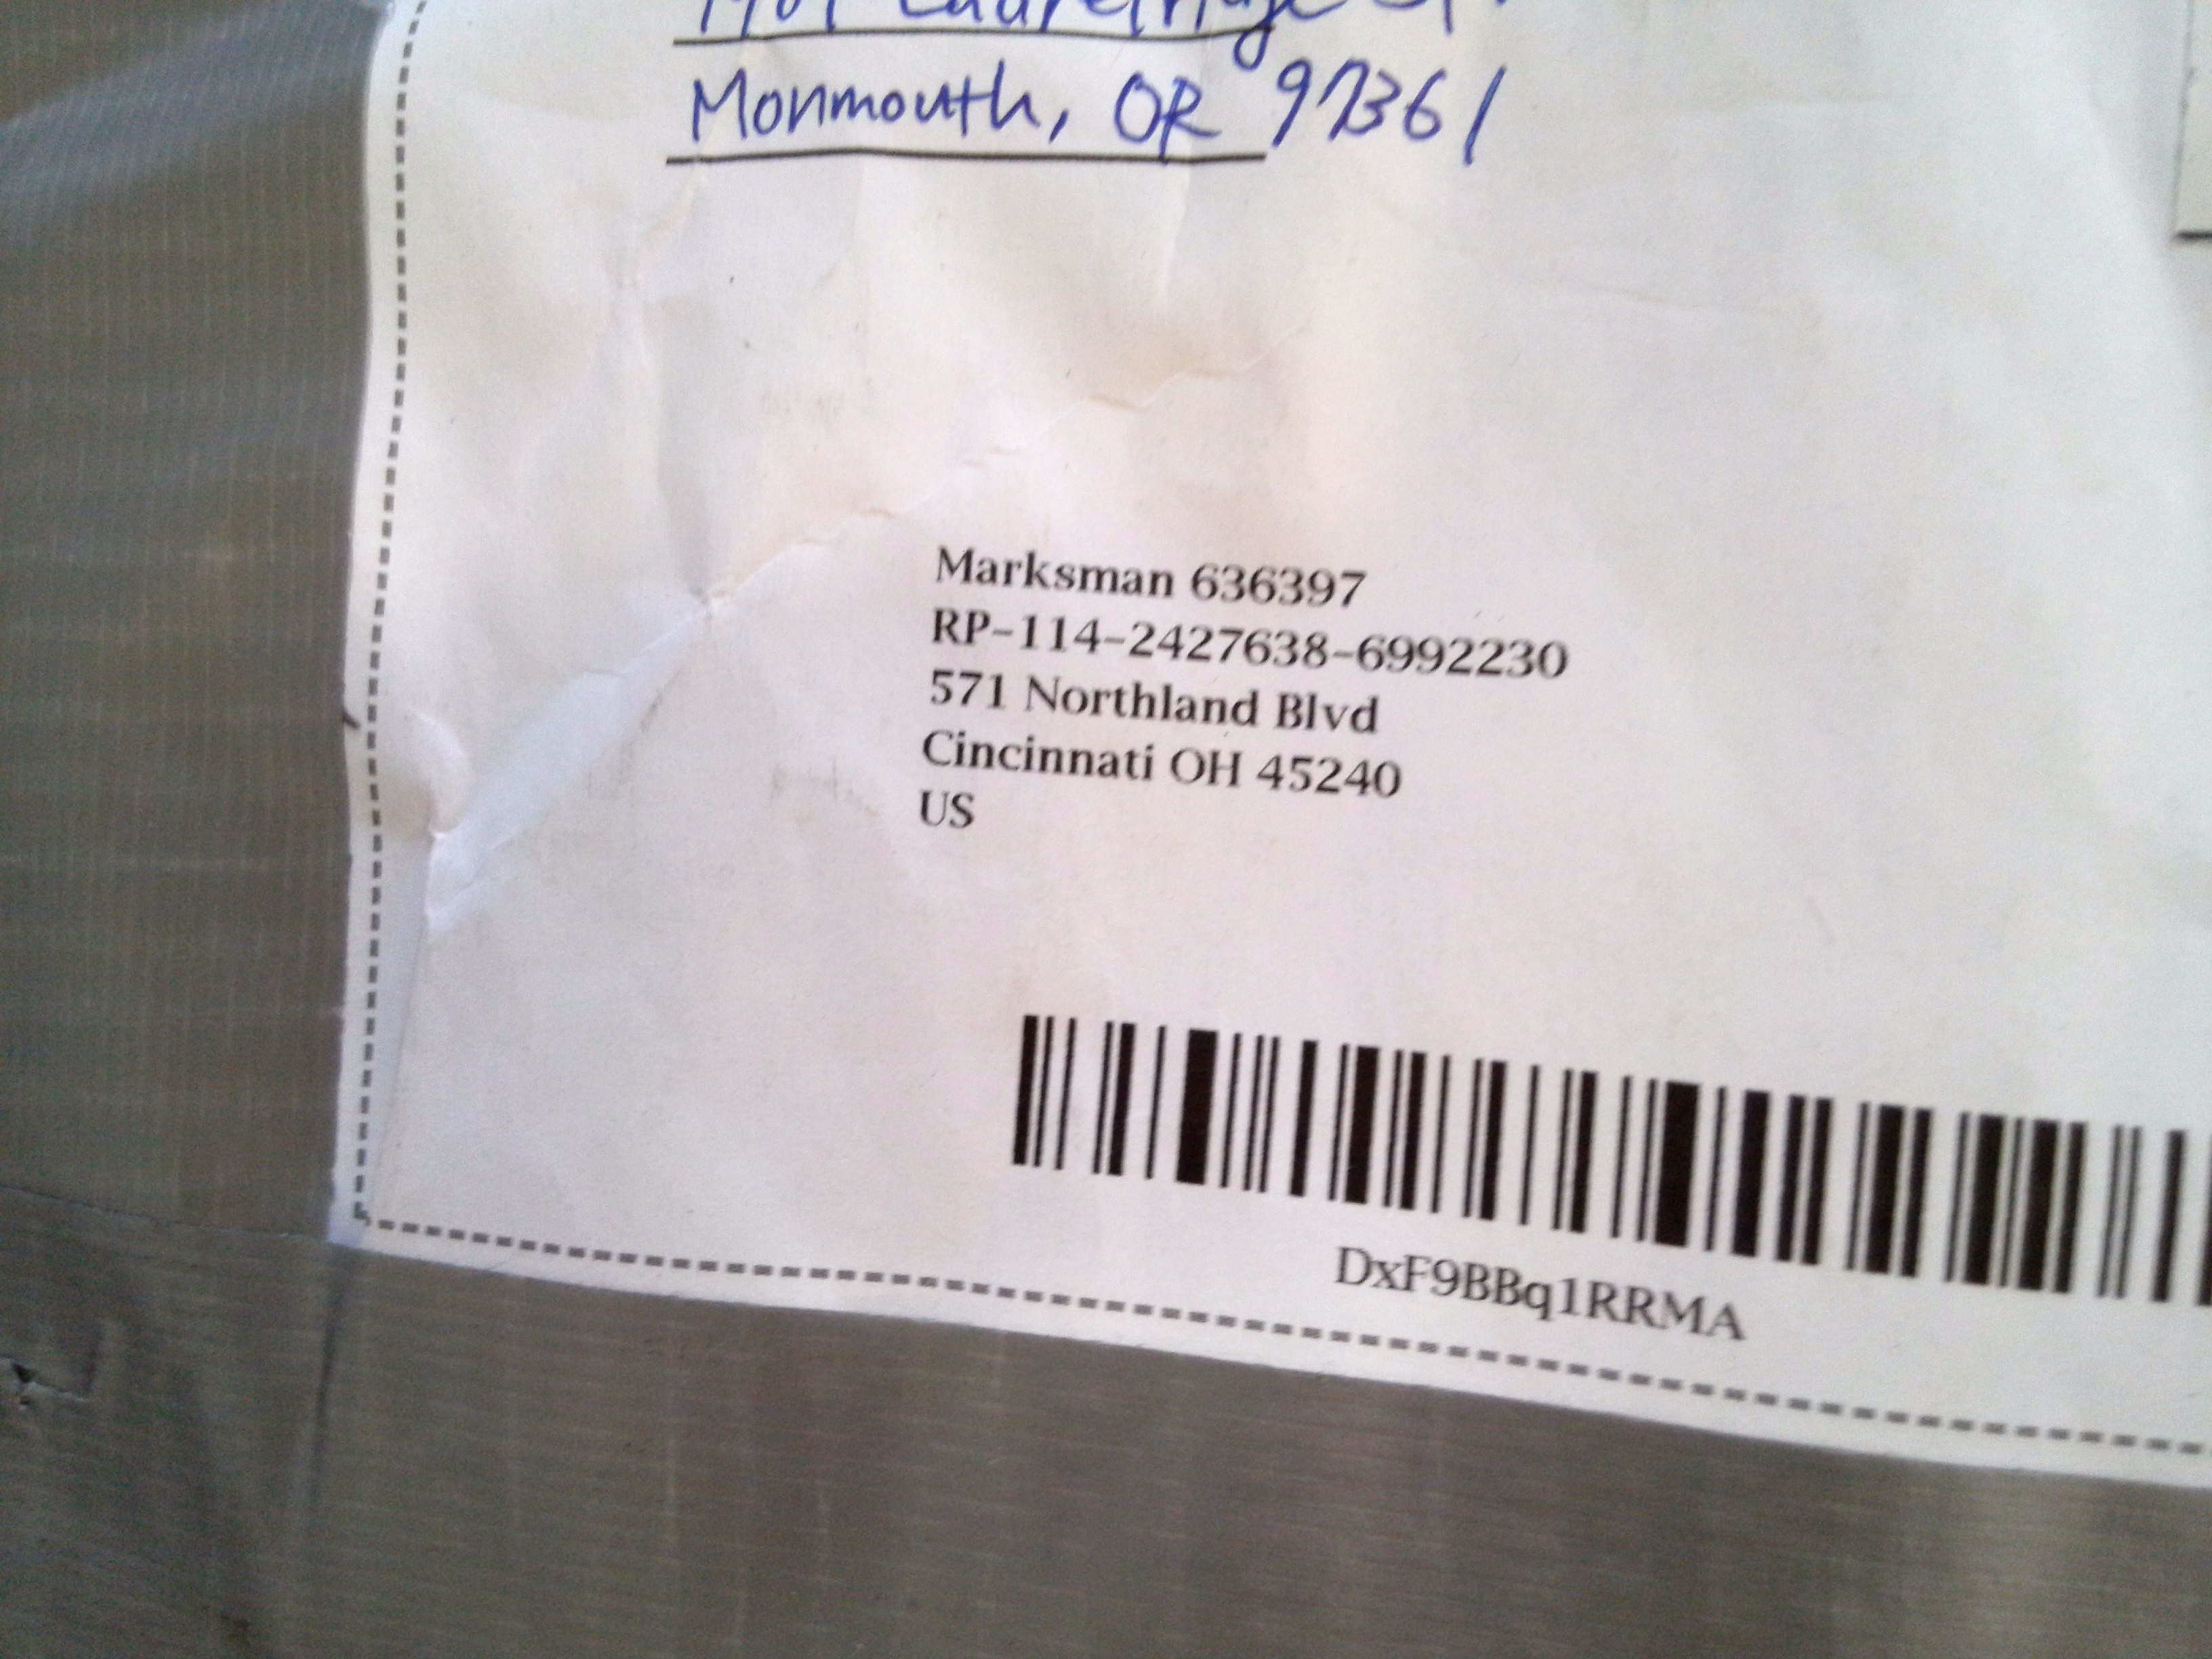 Monmouth, OR 97361
Marksman 636397
RP-114-2427638-6992230
571 Northland Blvd
Cincinnati OH 45240
US
DxF9BBq1RRMA